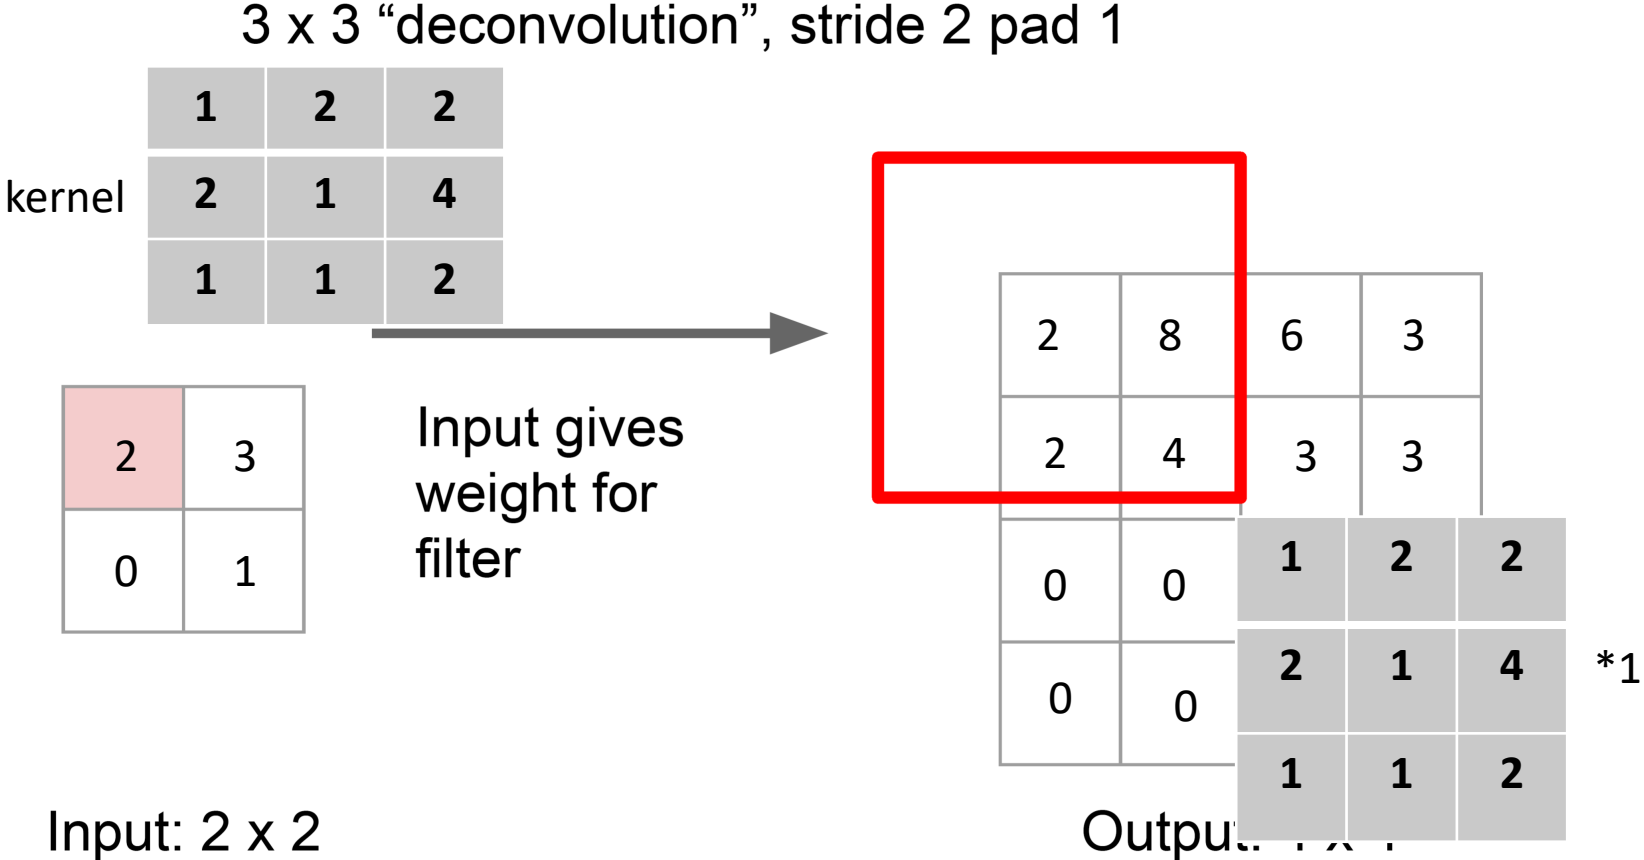 3 x 3 “deconvolution”, stride 2 pad 1
1 2 2
kernel 2 1 4
1 1 2
2 3
0 1
Input gives
weight for
filter
2 8 6 3
2 4 3 3
0 0
0 0
1 2 2
2 1 4 *1
1 1 2
Input: 2 x 2